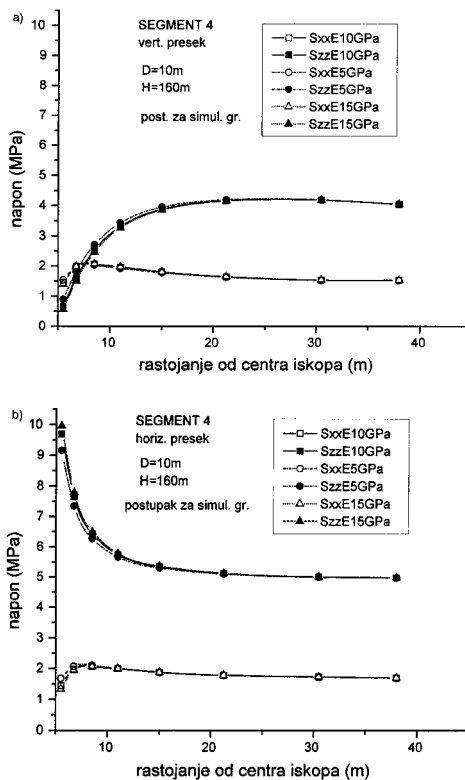 a)
SEGMENT 4
vert. presek
D=10m
H=160m
post. za simul. gr.
SxxE10GPa
SzzE10GPa
SxxE5GPa
SzzE5GPa
SxxE15GPa
SzzE15GPa
napon (MPa)
10
9
8
7
6
5
4
3
2
1
0
10
20
30
40
rastojanje od centra iskopa (m)
b)
SEGMENT 4
horiz. presek
D=10m
H=160m
postupak za simul. gr.
SxxE10GPa
SzzE10GPa
SxxE5GPa
SzzE5GPa
SxxE15GPa
SzzE15GPa
napon (MPa)
10
9
8
7
6
5
4
3
2
1
0
10
20
30
40
rastojanje od centra iskopa (m)